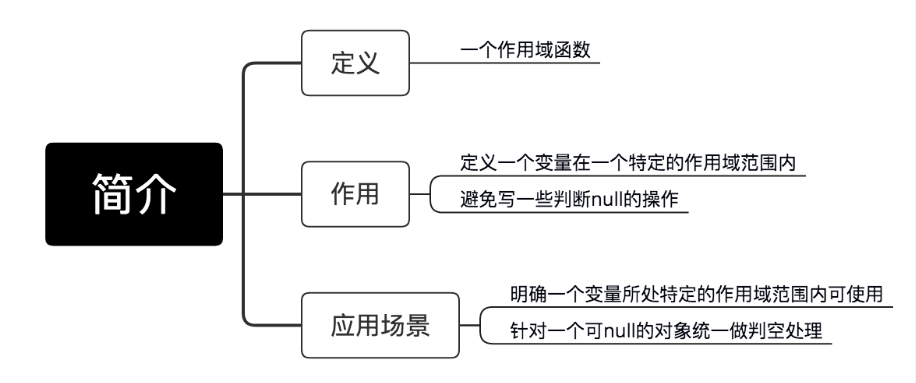 简介
定义
一个作用域函数
作用
定义一个变量在一个特定的作用域范围内
避免写一些判断null的操作
应用场景
明确一个变量所处特定的作用域范围内可使用
针对一个可null的对象统一做判空处理